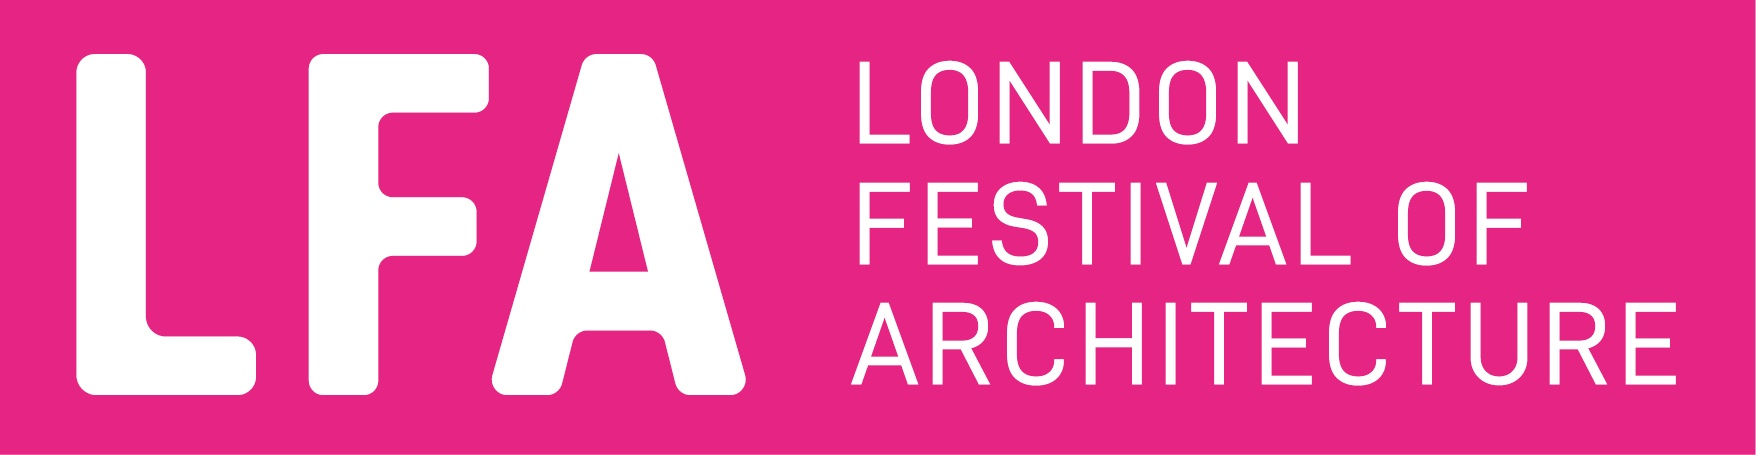 LFA
LONDON
FESTIVAL OF
ARCHITECTURE